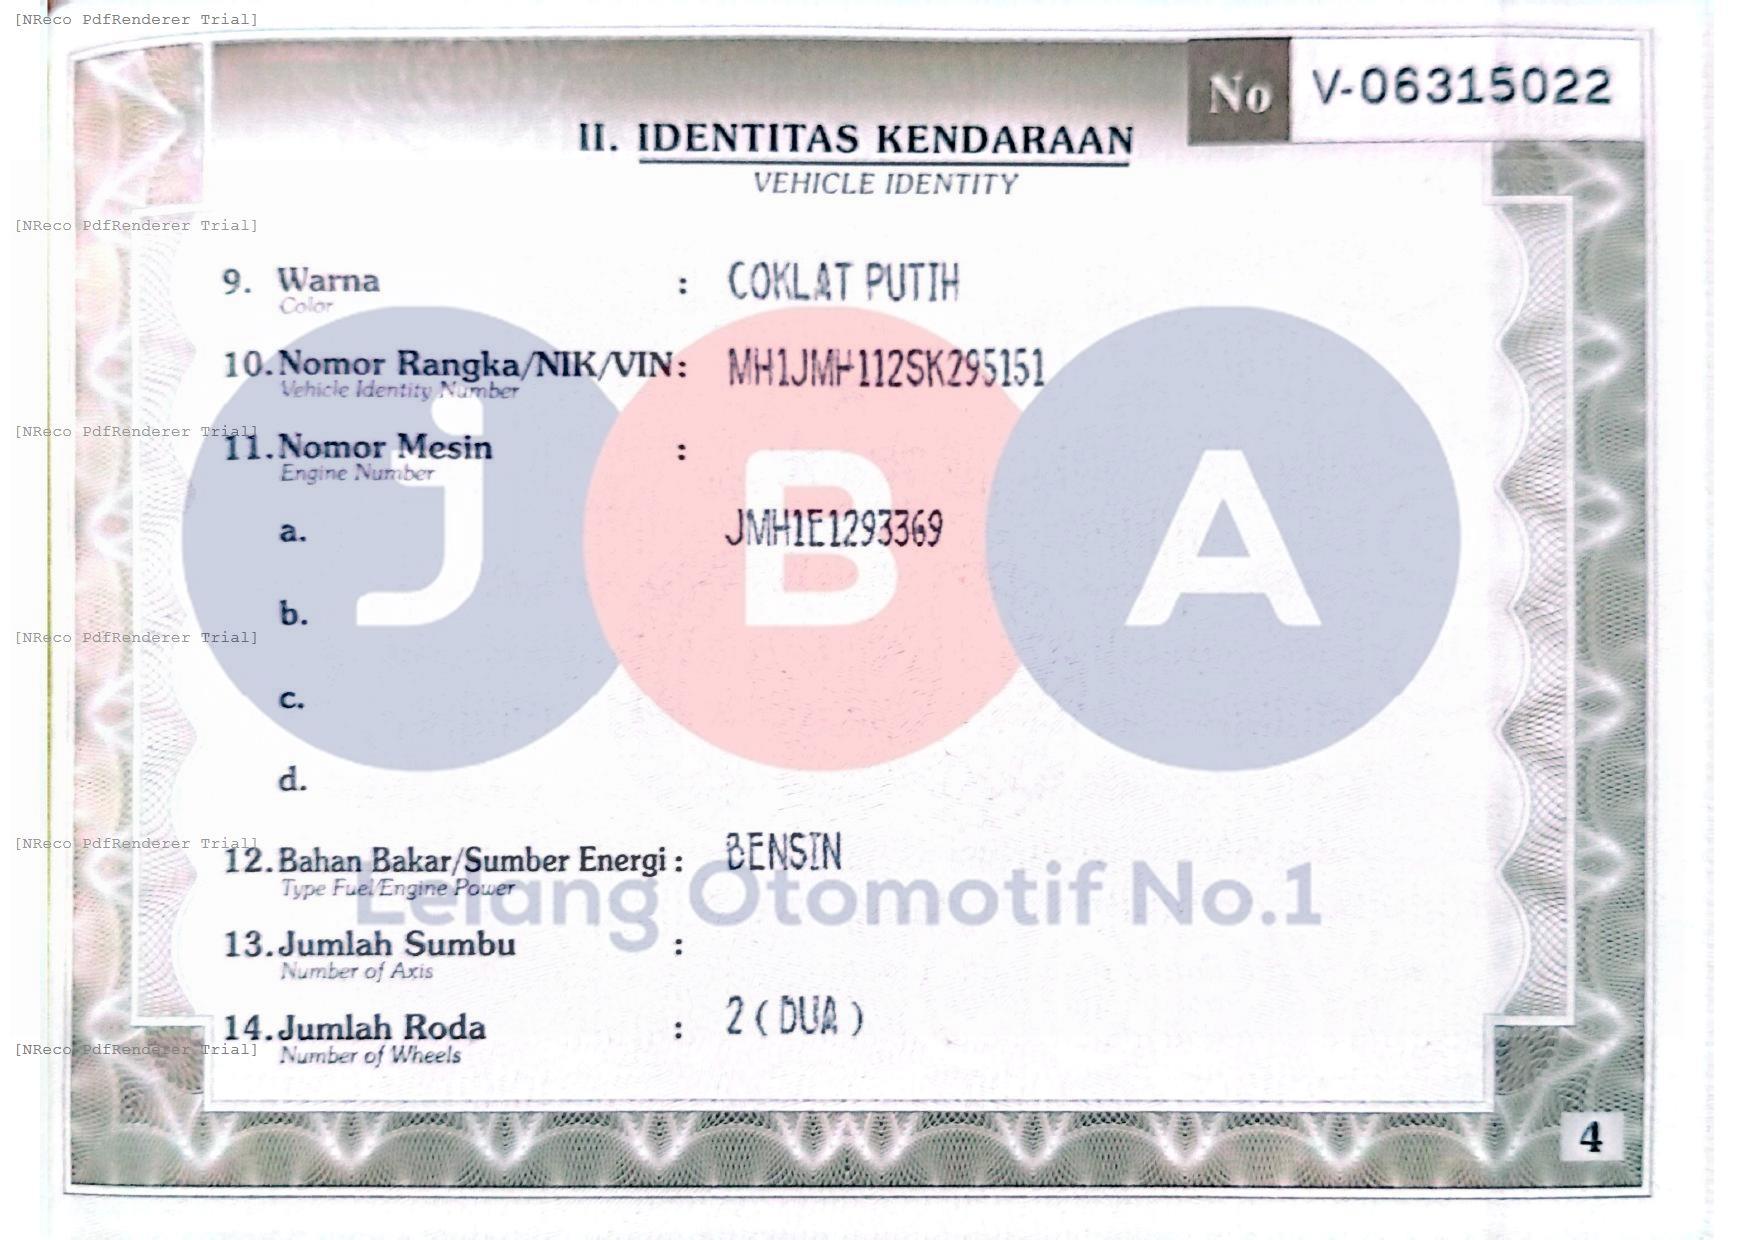 [NReco PdfRenderer Trial]
No V-06315022
II. IDENTITAS KENDARAAN
VEHICLE IDENTITY
[NReco PdfRenderer Trial]
9. Warna : COKLAT PUTIH
Color
10. Nomor Rangka/NIK/VIN : MH1JMH112SK295151
Vehicle Identity Number
[NReco PdfRenderer Trial]
11. Nomor Mesin :
Engine Number
a. JMH1E1293369
j B A
b.
[NReco PdfRenderer Trial]
c.
d.
[NReco PdfRenderer Trial]
12. Bahan Bakar/Sumber Energi : BENSIN
Type Fuel/Engine Power
Lelang Otomotif No.1
13. Jumlah Sumbu :
Number of Axis
14. Jumlah Roda : 2 ( DUA )
[NReco PdfRenderer Trial]
Number of Wheels
4